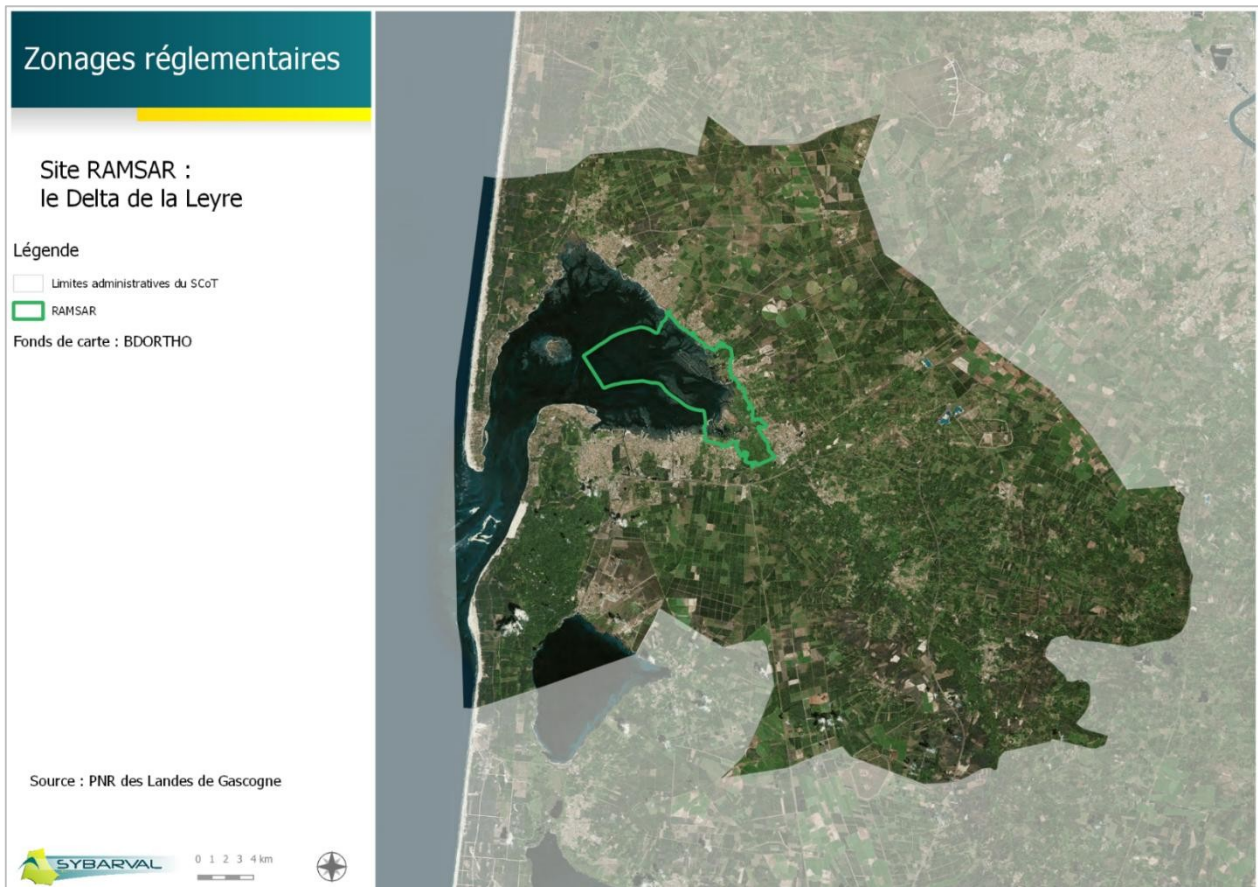 Zonages réglementaires
Site RAMSAR :
le Delta de la Leyre
Légende
Limites administratives du SCoT
RAMSAR
Fonds de carte : BDORTHO
Source : PNR des Landes de Gascogne
SYBARVAL
0 1 2 3 4 km